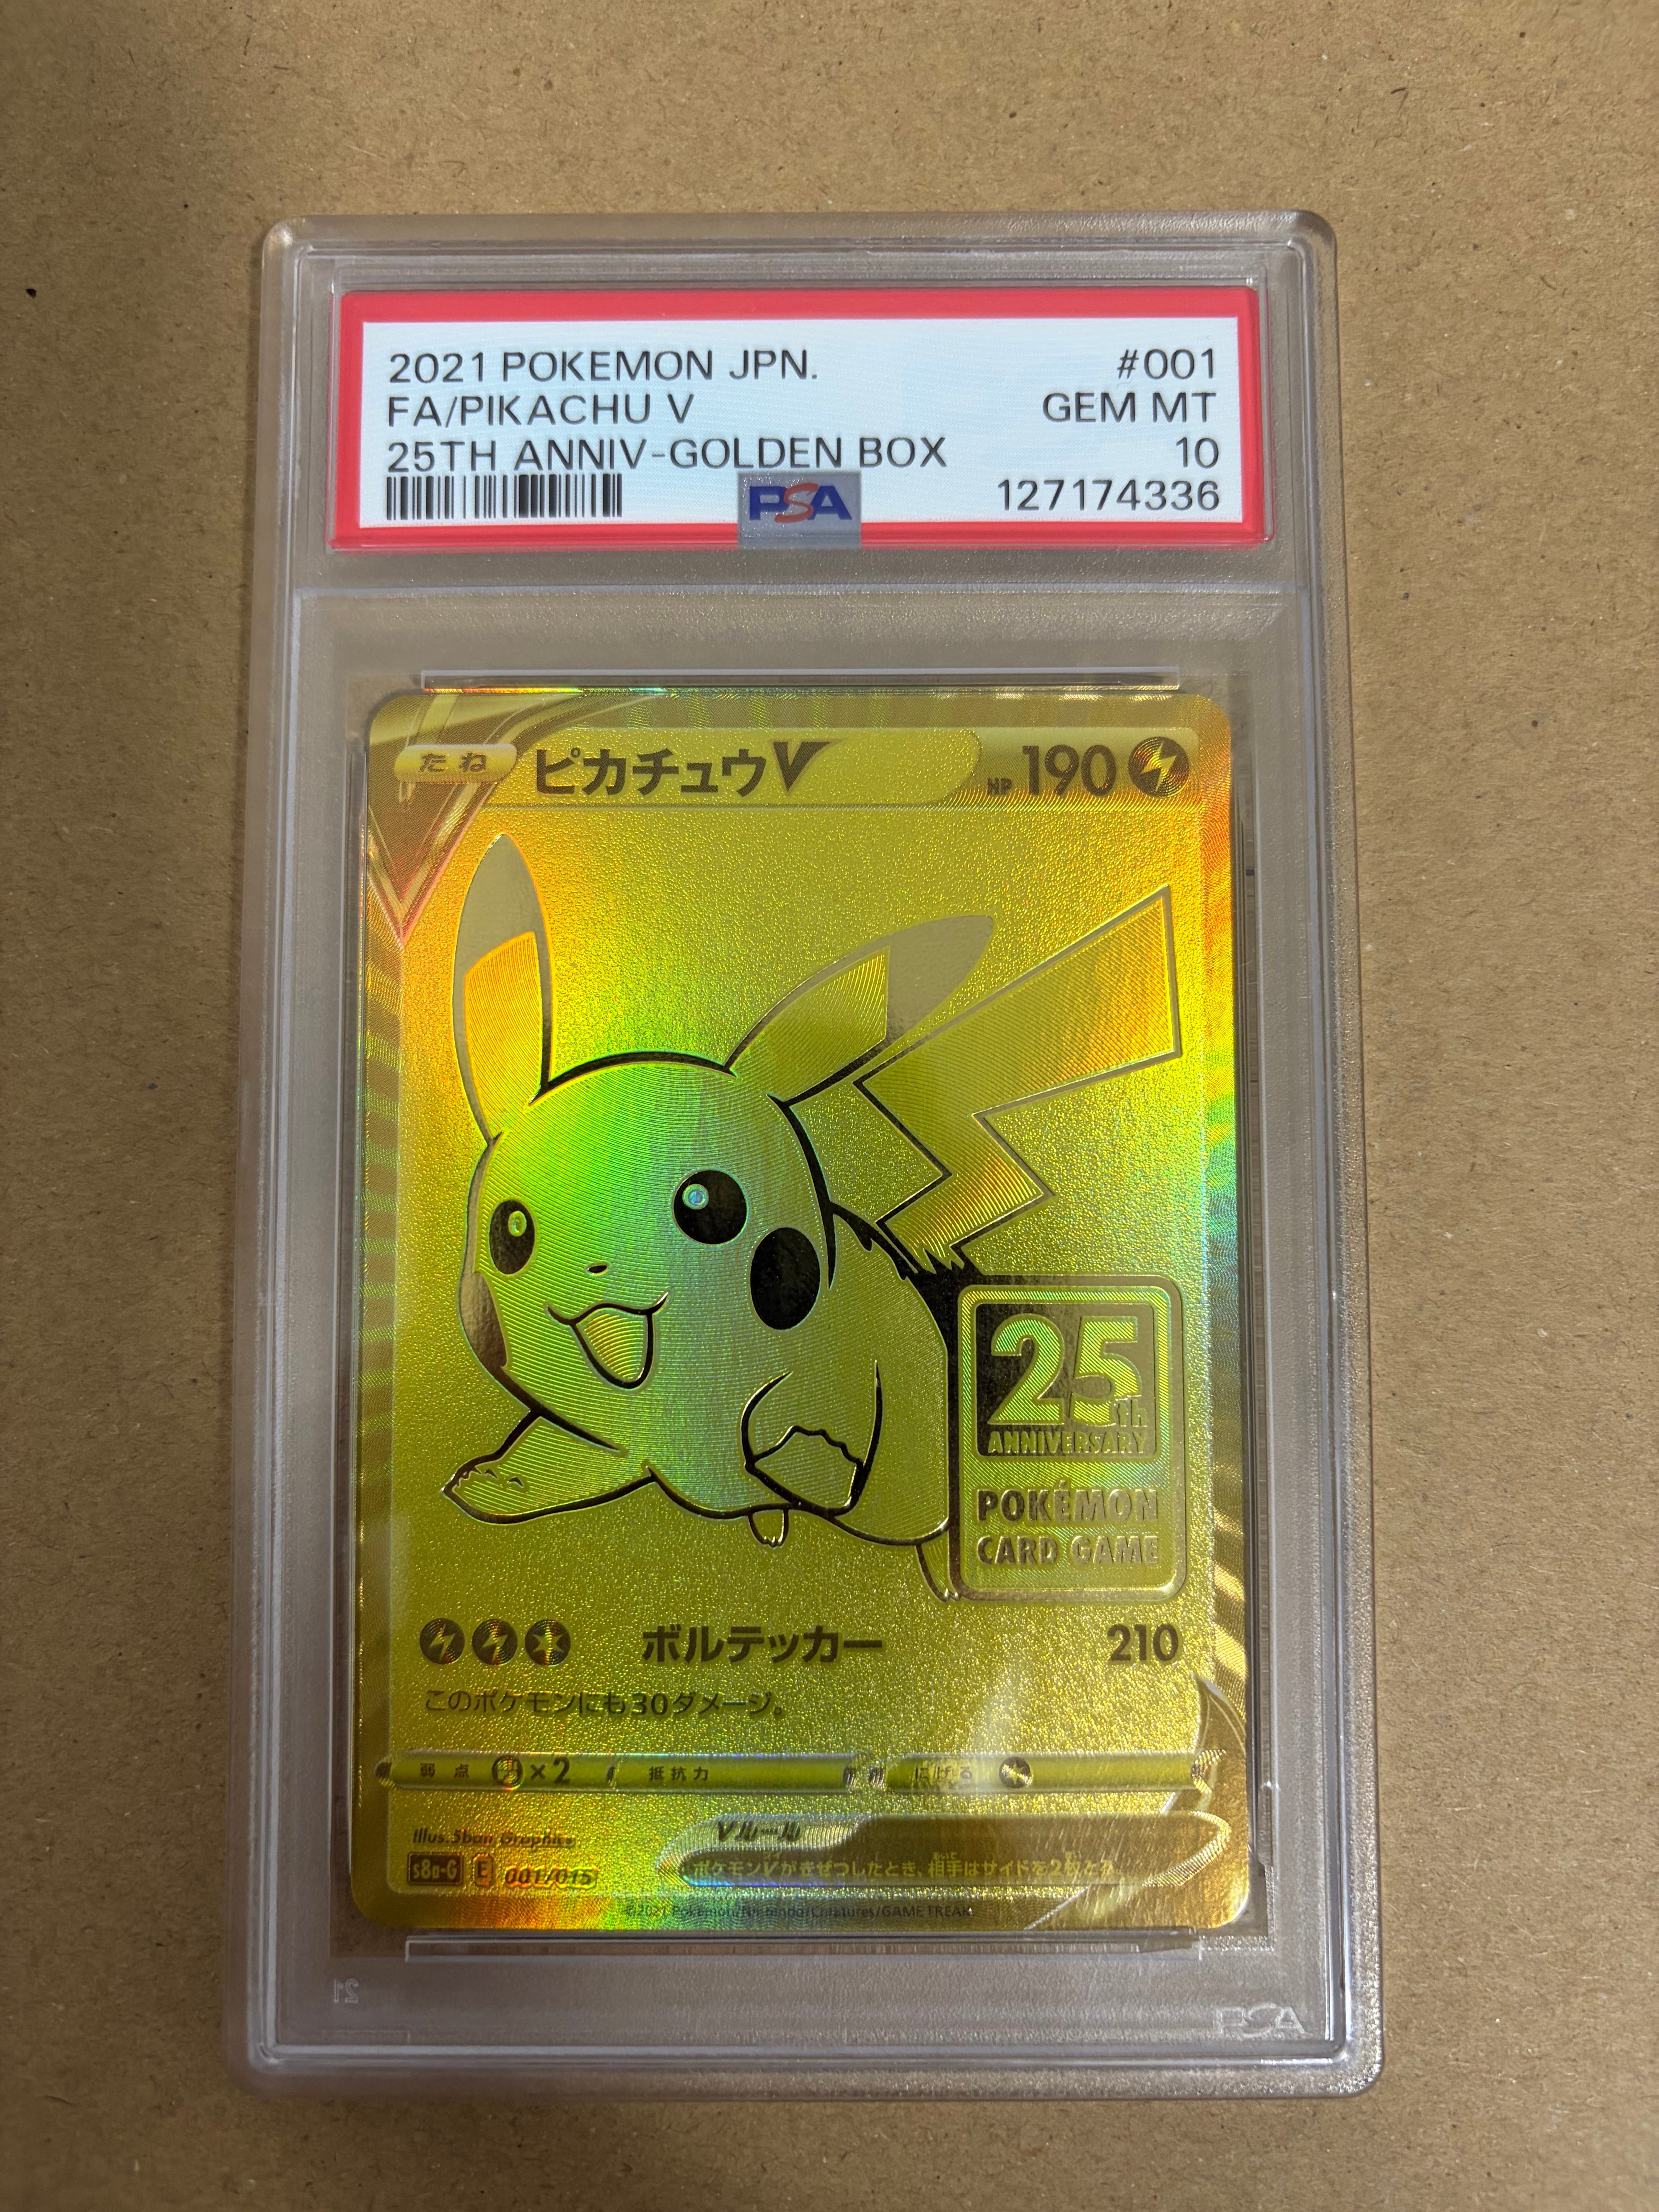 2021 POKEMON JPN. #001
FA/PIKACHU V GEM MT
25TH ANNIV-GOLDEN BOX 10
PSA 127174336
たね ピカチュウV HP 190
25th
ANNIVERSARY
POKÉMON
CARD GAME
ボルテッカー 210
このポケモンにも30ダメージ。
弱点 ×2 抵抗力 にげる
Vルール
ポケモンVがきぜつしたとき、相手はサイドを2枚とる。
Illus. 5ban Graphics
s8a-G E 001/015
©2021 Pokémon/Nintendo/Creatures/GAME FREAK.
21
PSA